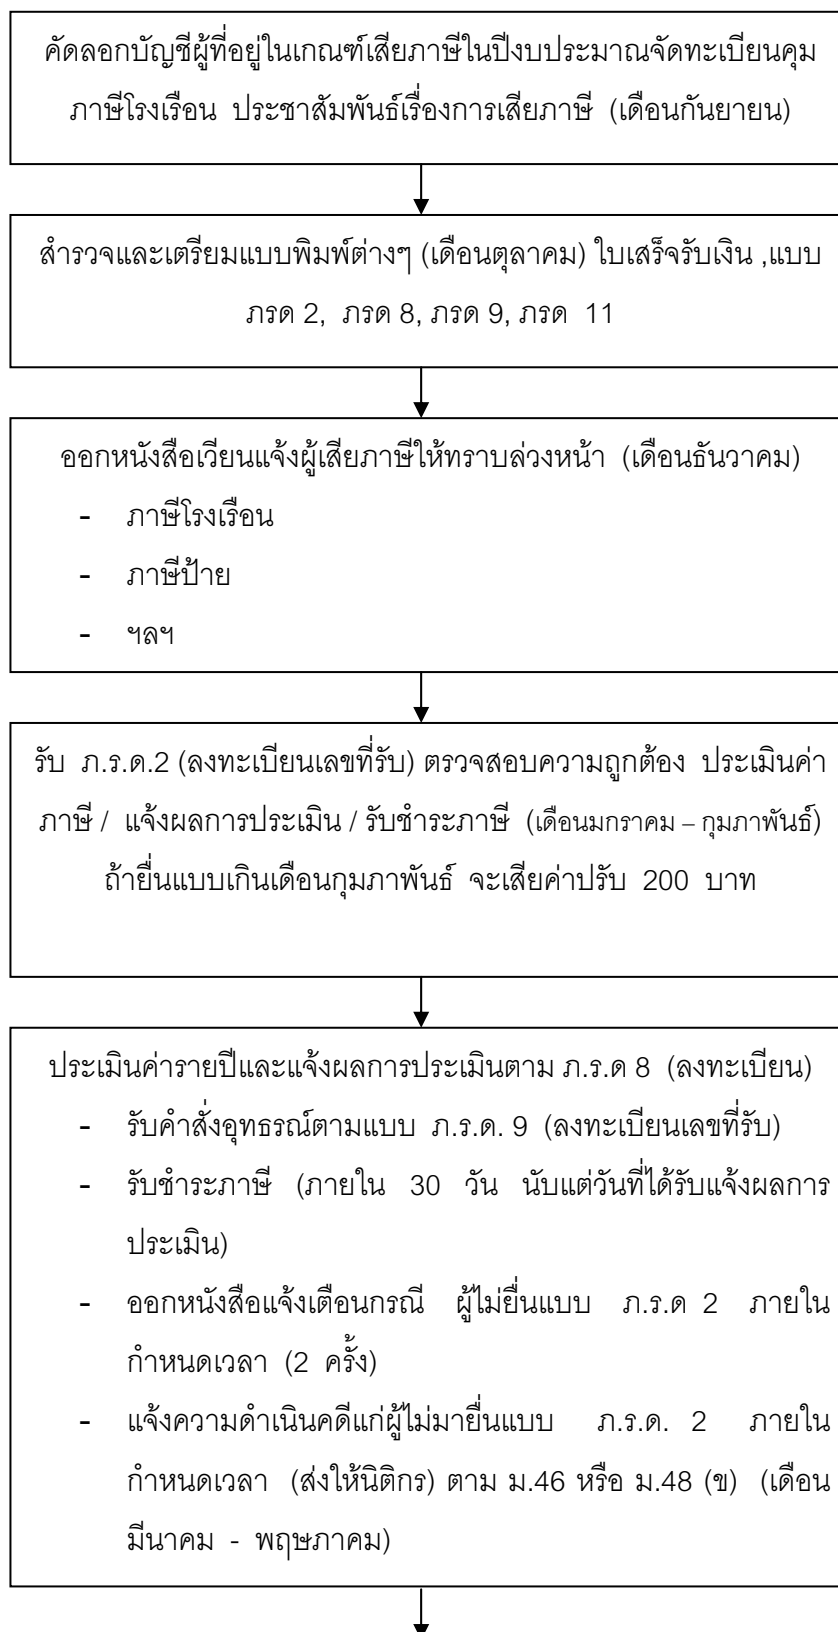 คัดลอกบัญชีผู้ที่อยู่ในเกณฑ์เสียภาษีในปีงบประมาณจัดทะเบียนคุม
ภาษีโรงเรือน ประชาสัมพันธ์เรื่องการเสียภาษี (เดือนกันยายน)
สำรวจและเตรียมแบบพิมพ์ต่างๆ (เดือนตุลาคม) ใบเสร็จรับเงิน ,แบบ
ภรด 2, ภรด 8, ภรด 9, ภรด 11
ออกหนังสือเวียนแจ้งผู้เสียภาษีให้ทราบล่วงหน้า (เดือนธันวาคม)
- ภาษีโรงเรือน
- ภาษีป้าย
- ฯลฯ
รับ ภ.ร.ด.2 (ลงทะเบียนเลขที่รับ) ตรวจสอบความถูกต้อง ประเมินค่า
ภาษี / แจ้งผลการประเมิน / รับชำระภาษี (เดือนมกราคม – กุมภาพันธ์)
ถ้ายื่นแบบเกินเดือนกุมภาพันธ์ จะเสียค่าปรับ 200 บาท
ประเมินค่ารายปีและแจ้งผลการประเมินตาม ภ.ร.ด 8 (ลงทะเบียน)
- รับคำสั่งอุทธรณ์ตามแบบ ภ.ร.ด. 9 (ลงทะเบียนเลขที่รับ)
- รับชำระภาษี (ภายใน 30 วัน นับแต่วันที่ได้รับแจ้งผลการ
ประเมิน)
- ออกหนังสือแจ้งเตือนกรณี ผู้ไม่ยื่นแบบ ภ.ร.ด 2 ภายใน
กำหนดเวลา (2 ครั้ง)
- แจ้งความดำเนินคดีแก่ผู้ไม่มายื่นแบบ ภ.ร.ด. 2 ภายใน
กำหนดเวลา (ส่งให้นิติกร) ตาม ม.46 หรือ ม.48 (ข) (เดือน
มีนาคม - พฤษภาคม)